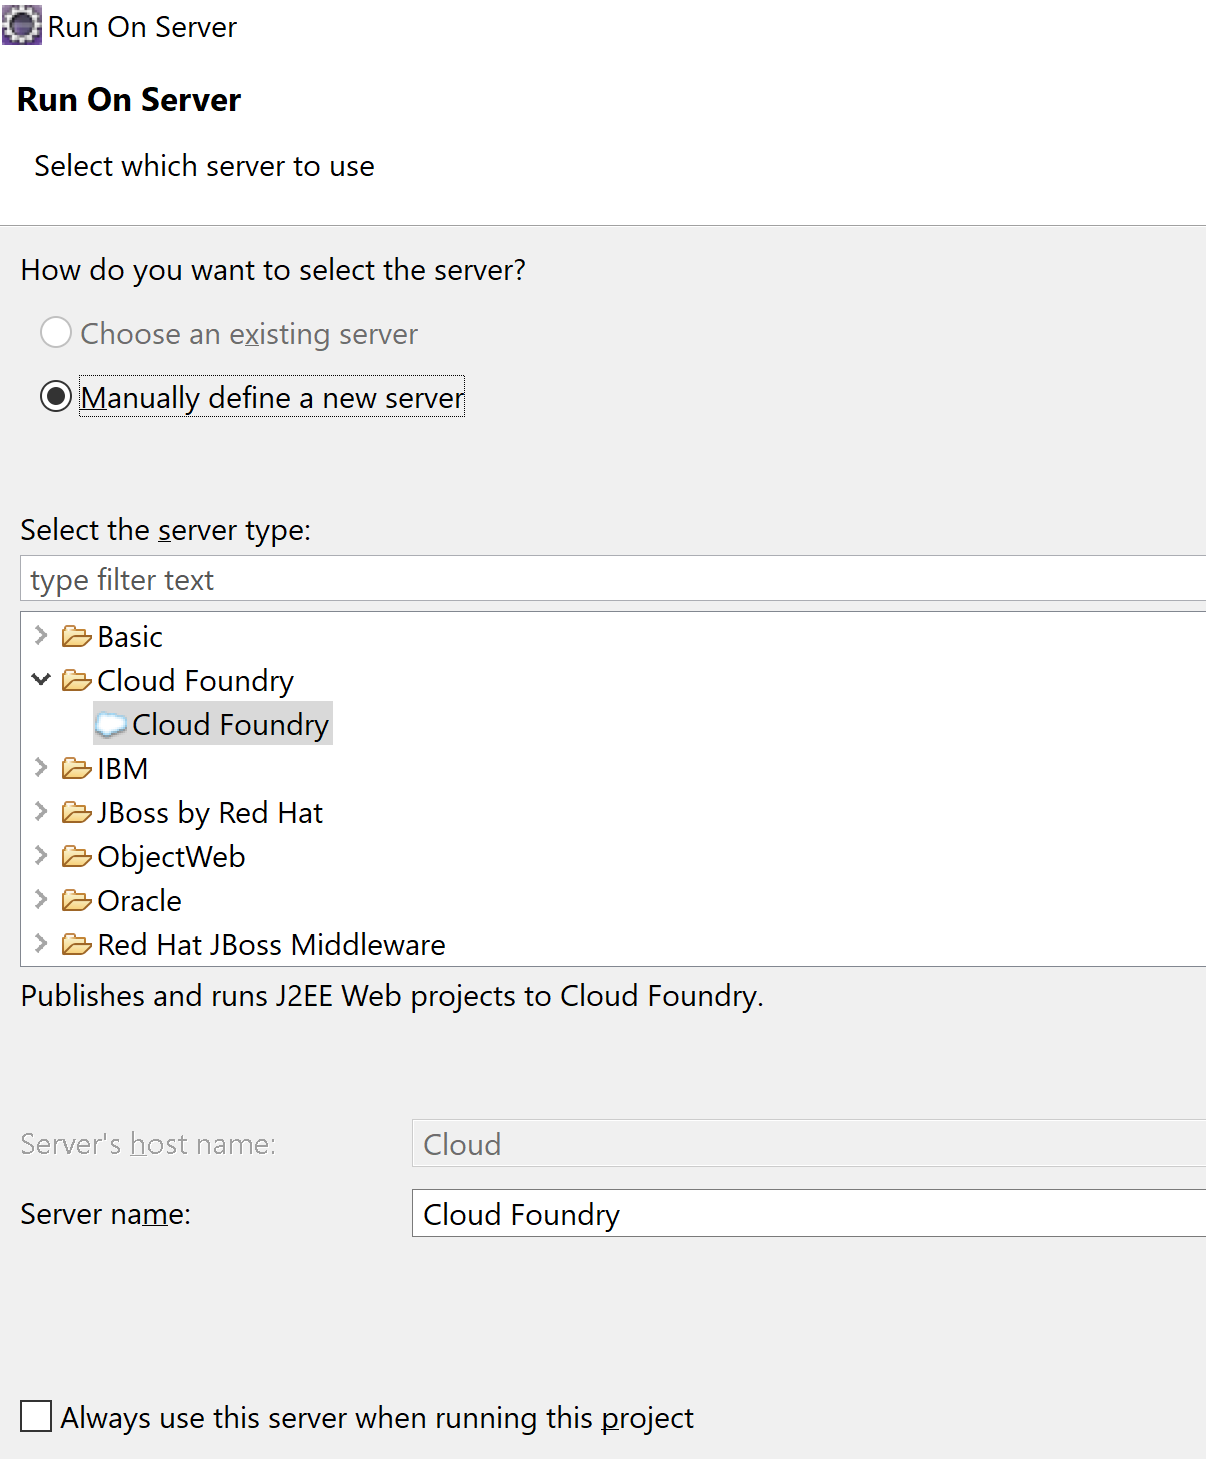 Run On Server
Run On Server
Select which server to use
How do you want to select the server?
Choose an existing server
Manually define a new server
Select the server type:
type filter text
Basic
Cloud Foundry
Cloud Foundry
IBM
JBoss by Red Hat
ObjectWeb
Oracle
Red Hat JBoss Middleware
Publishes and runs J2EE Web projects to Cloud Foundry.
Server's host name: Cloud
Server name: Cloud Foundry
Always use this server when running this project